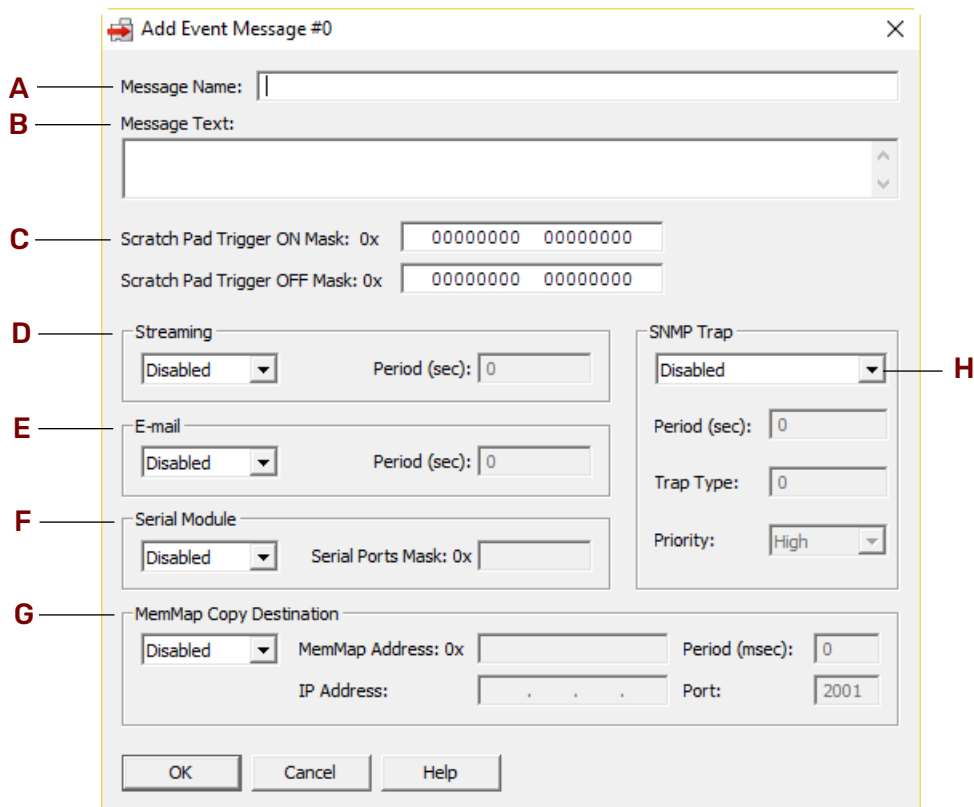 Add Event Message #0
A Message Name:
B Message Text:
C Scratch Pad Trigger ON Mask: 0x 00000000 00000000
Scratch Pad Trigger OFF Mask: 0x 00000000 00000000
D Streaming
Disabled Period (sec): 0
E E-mail
Disabled Period (sec): 0
F Serial Module
Disabled Serial Ports Mask: 0x
SNMP Trap
Disabled H
Period (sec): 0
Trap Type: 0
Priority: High
G MemMap Copy Destination
Disabled MemMap Address: 0x Period (msec): 0
IP Address: . . . Port: 2001
OK Cancel Help